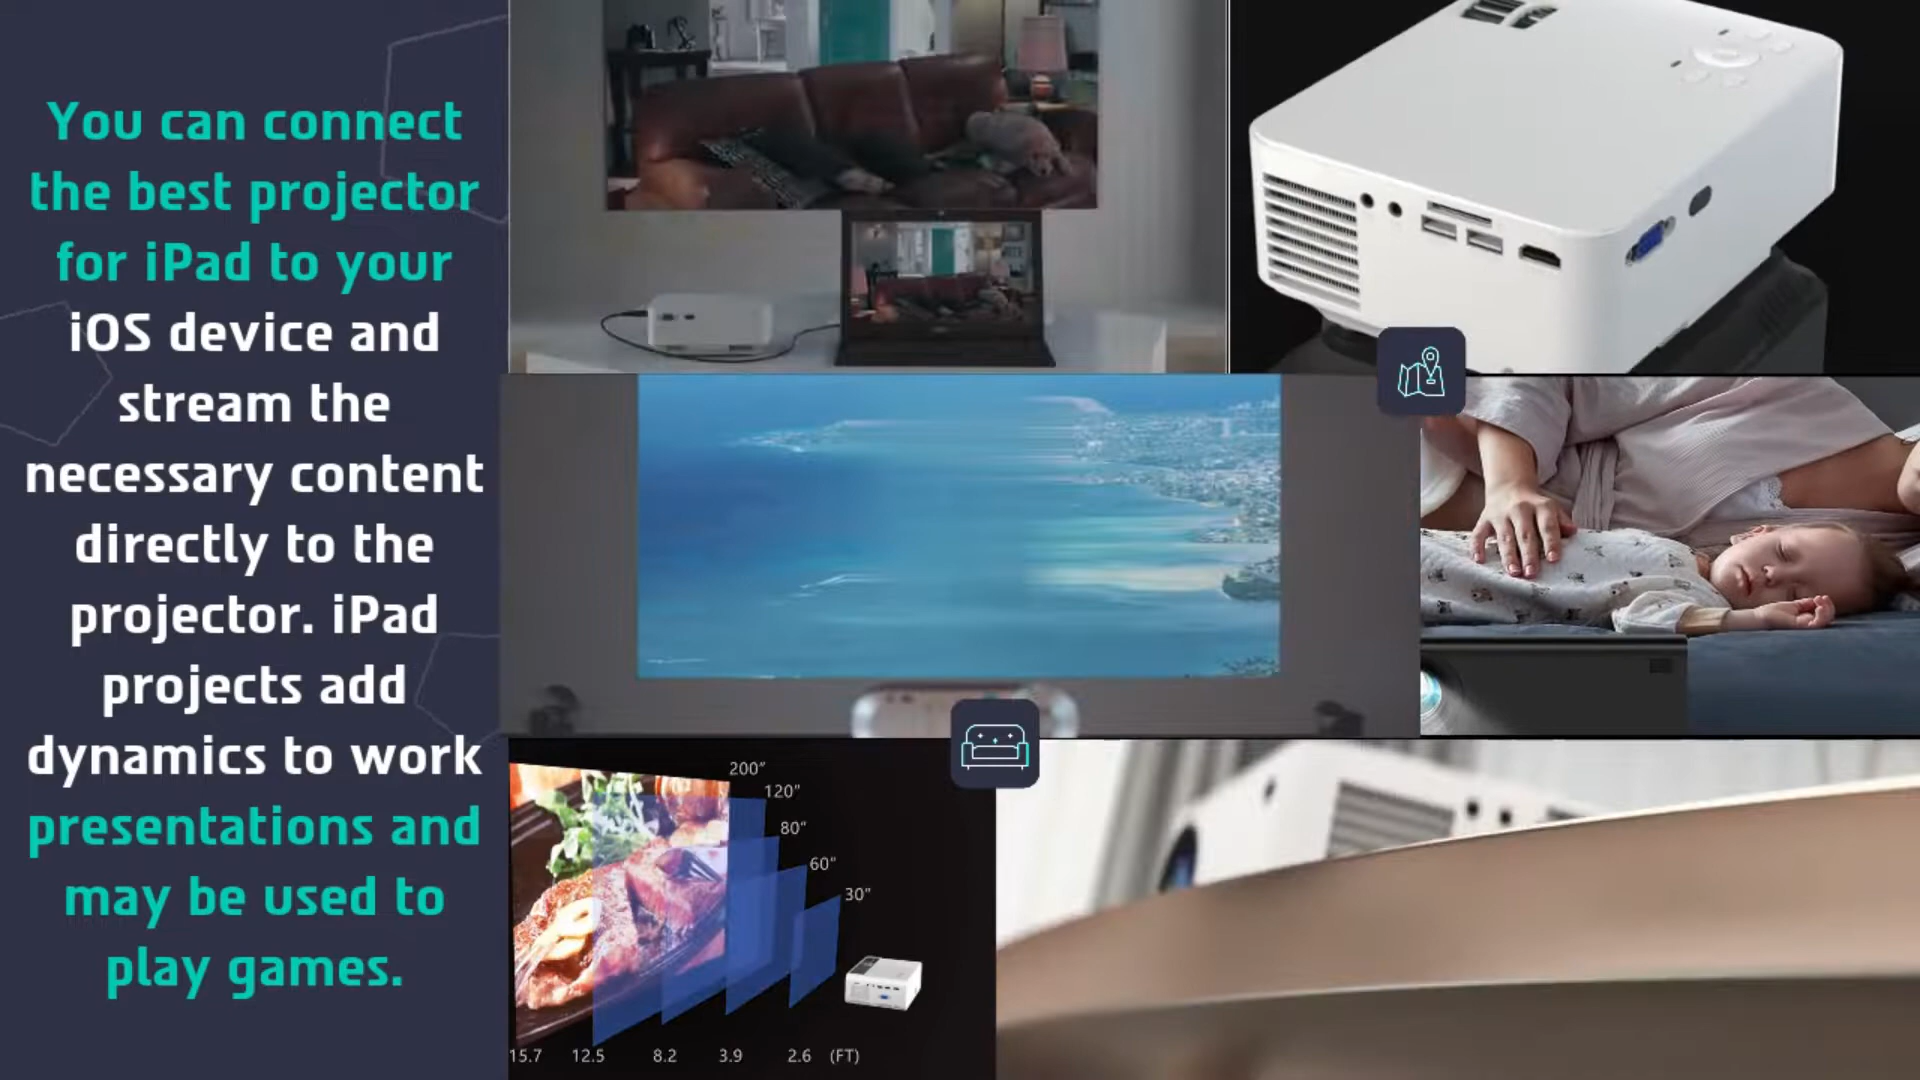 You can connect
the best projector
for iPad to your
iOS device and
stream the
necessary content
directly to the
projector. iPad
projects add
dynamics to work
presentations and
may be used to
play games.
200"
120"
80"
60"
30"
15.7 12.5 8.2 3.9 2.6 (FT)